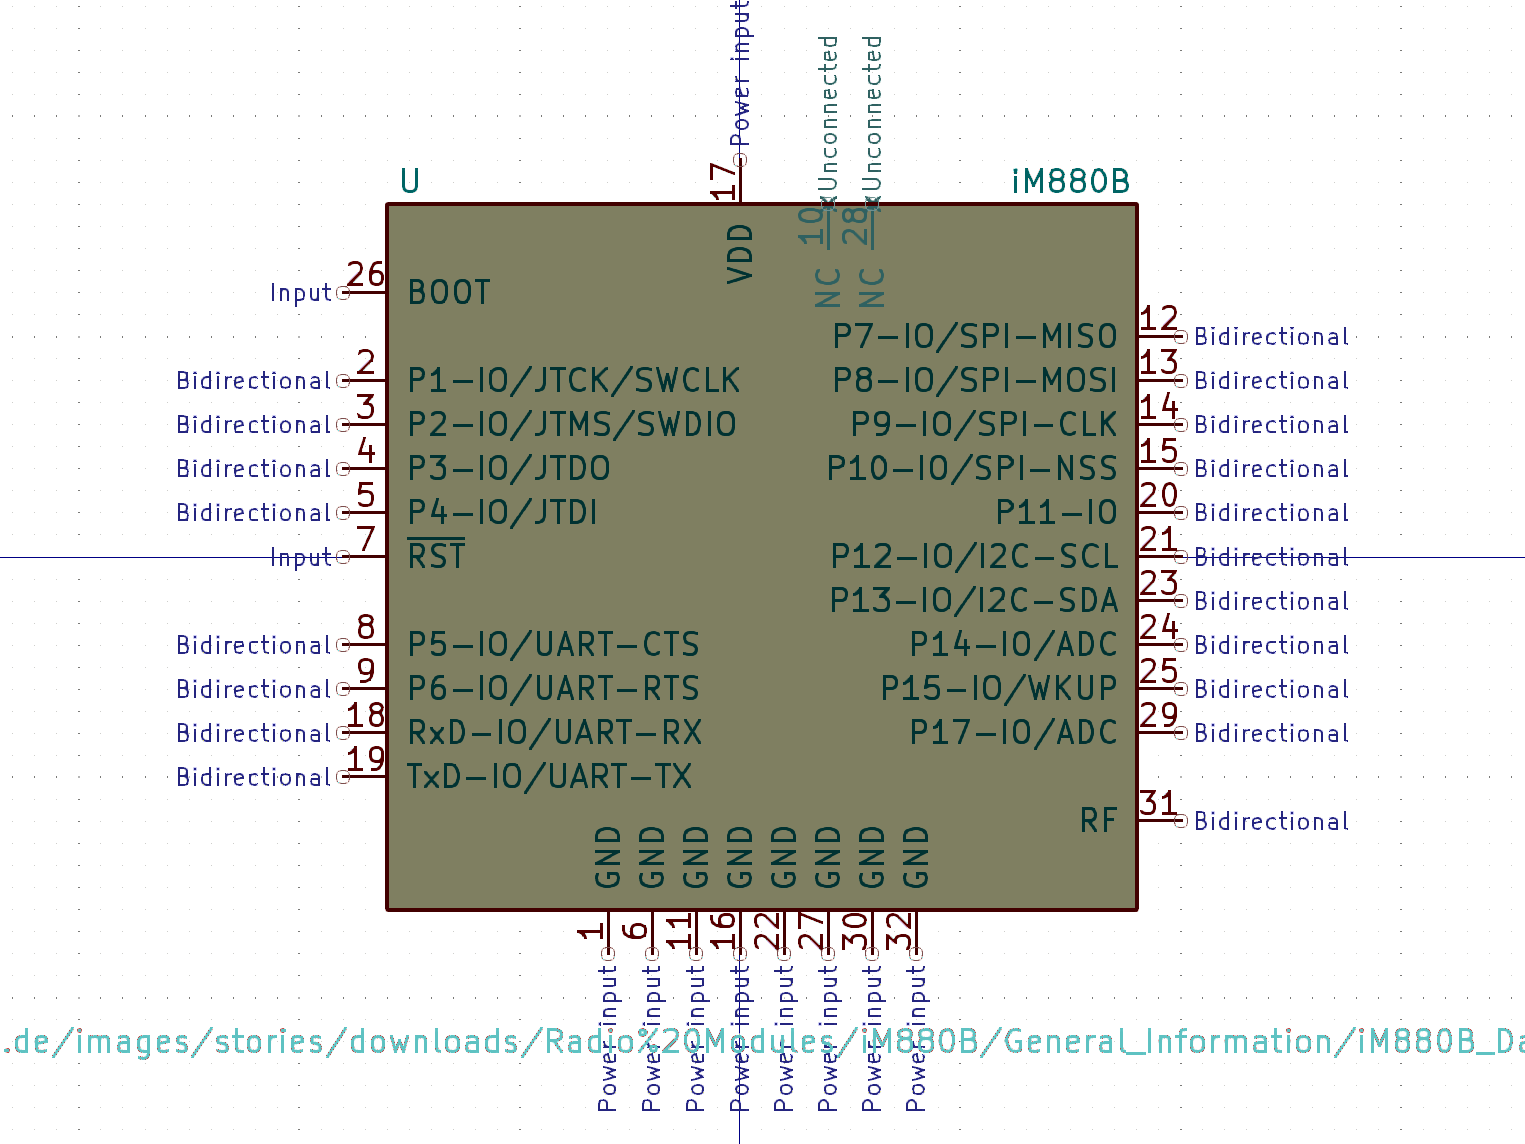 Power input
Unconnected
Unconnected
17
U
iM880B
10
28
VDD
NC
NC
26
Input
BOOT
P7-IO/SPI-MISO
12
Bidirectional
2
Bidirectional
P1-IO/JTCK/SWCLK
P8-IO/SPI-MOSI
13
Bidirectional
3
Bidirectional
P2-IO/JTMS/SWDIO
P9-IO/SPI-CLK
14
Bidirectional
4
Bidirectional
P3-IO/JTDO
P10-IO/SPI-NSS
15
Bidirectional
5
Bidirectional
P4-IO/JTDI
P11-IO
20
Bidirectional
7
Input
RST
P12-IO/I2C-SCL
21
Bidirectional
P13-IO/I2C-SDA
23
Bidirectional
8
Bidirectional
P5-IO/UART-CTS
P14-IO/ADC
24
Bidirectional
9
Bidirectional
P6-IO/UART-RTS
P15-IO/WKUP
25
Bidirectional
18
Bidirectional
RxD-IO/UART-RX
P17-IO/ADC
29
Bidirectional
19
Bidirectional
TxD-IO/UART-TX
RF
31
Bidirectional
GND
GND
GND
GND
GND
GND
GND
GND
1
6
11
16
22
27
30
32
Power input
Power input
Power input
Power input
Power input
Power input
Power input
Power input
.de/images/stories/downloads/Radio%20Modules/iM880B/General_Information/iM880B_Da